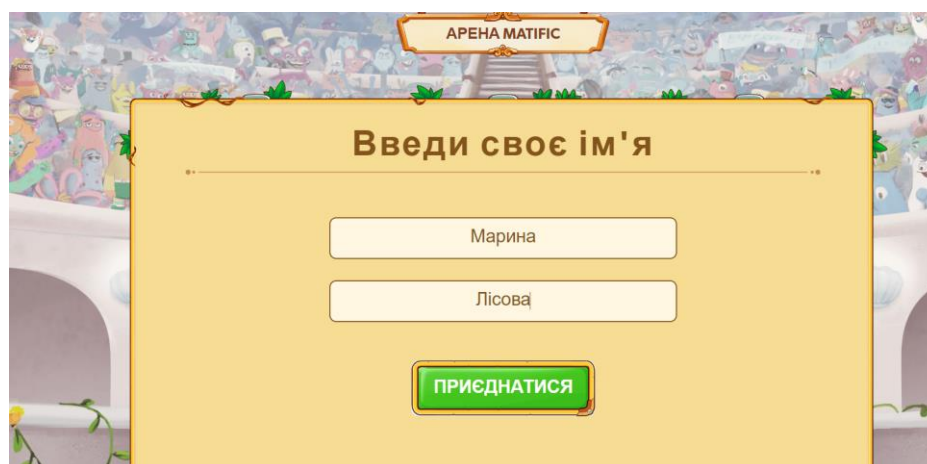 АРЕНА MATIFIC
Введи своє ім'я
Марина
Лісова
ПРИЄДНАТИСЯ